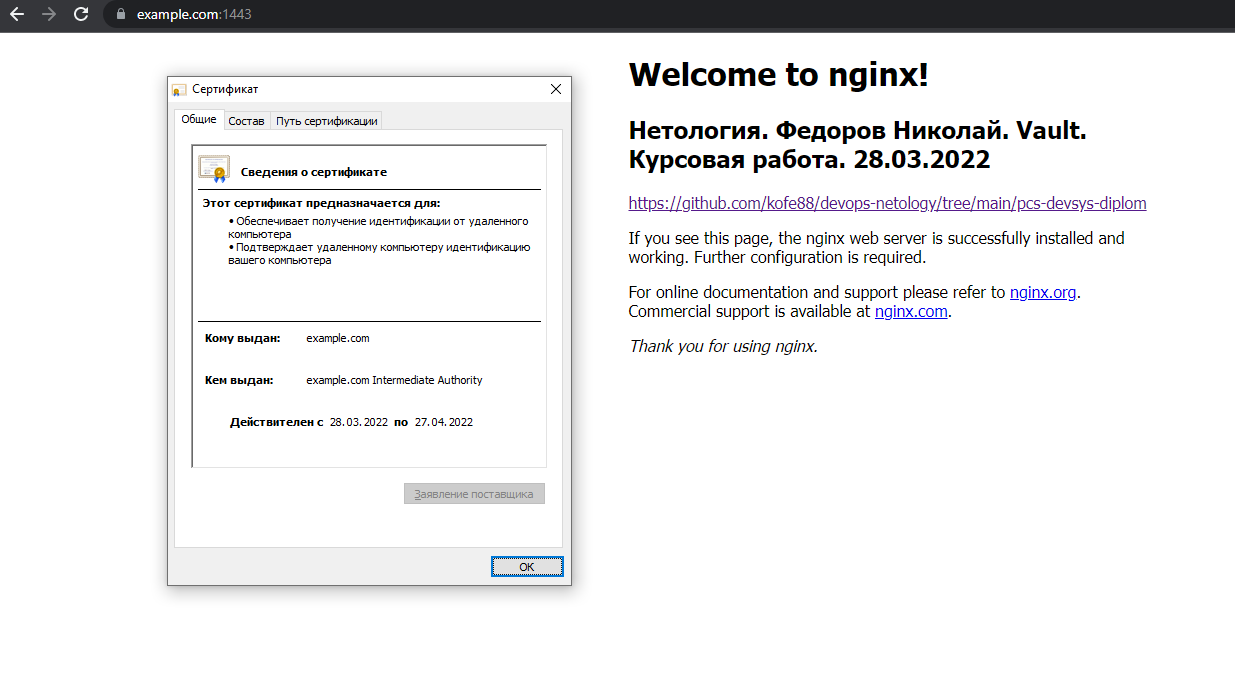 example.com:1443
Сертификат
Общие
Состав
Путь сертификации
Сведения о сертификате
Этот сертификат предназначается для:
• Обеспечивает получение идентификации от удаленного
компьютера
• Подтверждает удаленному компьютеру идентификацию
вашего компьютера
Кому выдан: example.com
Кем выдан: example.com Intermediate Authority
Действителен с 28.03.2022 по 27.04.2022
Заявление поставщика
ОК
Welcome to nginx!
Нетология. Федоров Николай. Vault.
Курсовая работа. 28.03.2022
https://github.com/kofe88/devops-netology/tree/main/pcs-devsys-diplom
If you see this page, the nginx web server is successfully installed and
working. Further configuration is required.
For online documentation and support please refer to nginx.org.
Commercial support is available at nginx.com.
Thank you for using nginx.